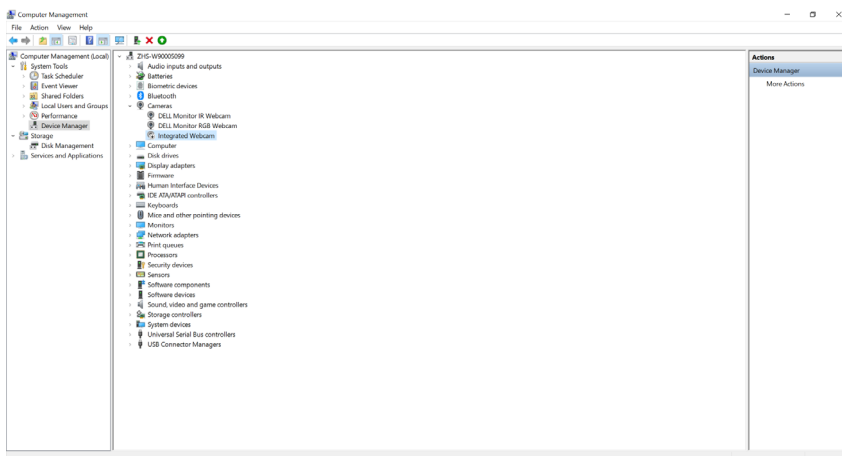 Computer Management
File Action View Help
Computer Management (Local)
System Tools
Task Scheduler
Event Viewer
Shared Folders
Local Users and Groups
Performance
Device Manager
Storage
Disk Management
Services and Applications
ZHS-W90005099
Audio inputs and outputs
Batteries
Biometric devices
Bluetooth
Cameras
DELL Monitor IR Webcam
DELL Monitor RGB Webcam
Integrated Webcam
Computer
Disk drives
Display adapters
Firmware
Human Interface Devices
IDE ATA/ATAPI controllers
Keyboards
Mice and other pointing devices
Monitors
Network adapters
Print queues
Processors
Security devices
Sensors
Software components
Software devices
Sound, video and game controllers
Storage controllers
System devices
Universal Serial Bus controllers
USB Connector Managers
Actions
Device Manager
More Actions